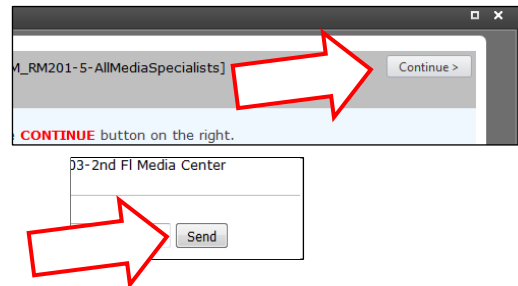 M_RM201-5-AllMediaSpecialists]
Continue >
CONTINUE button on the right.
03-2nd Fl Media Center
Send